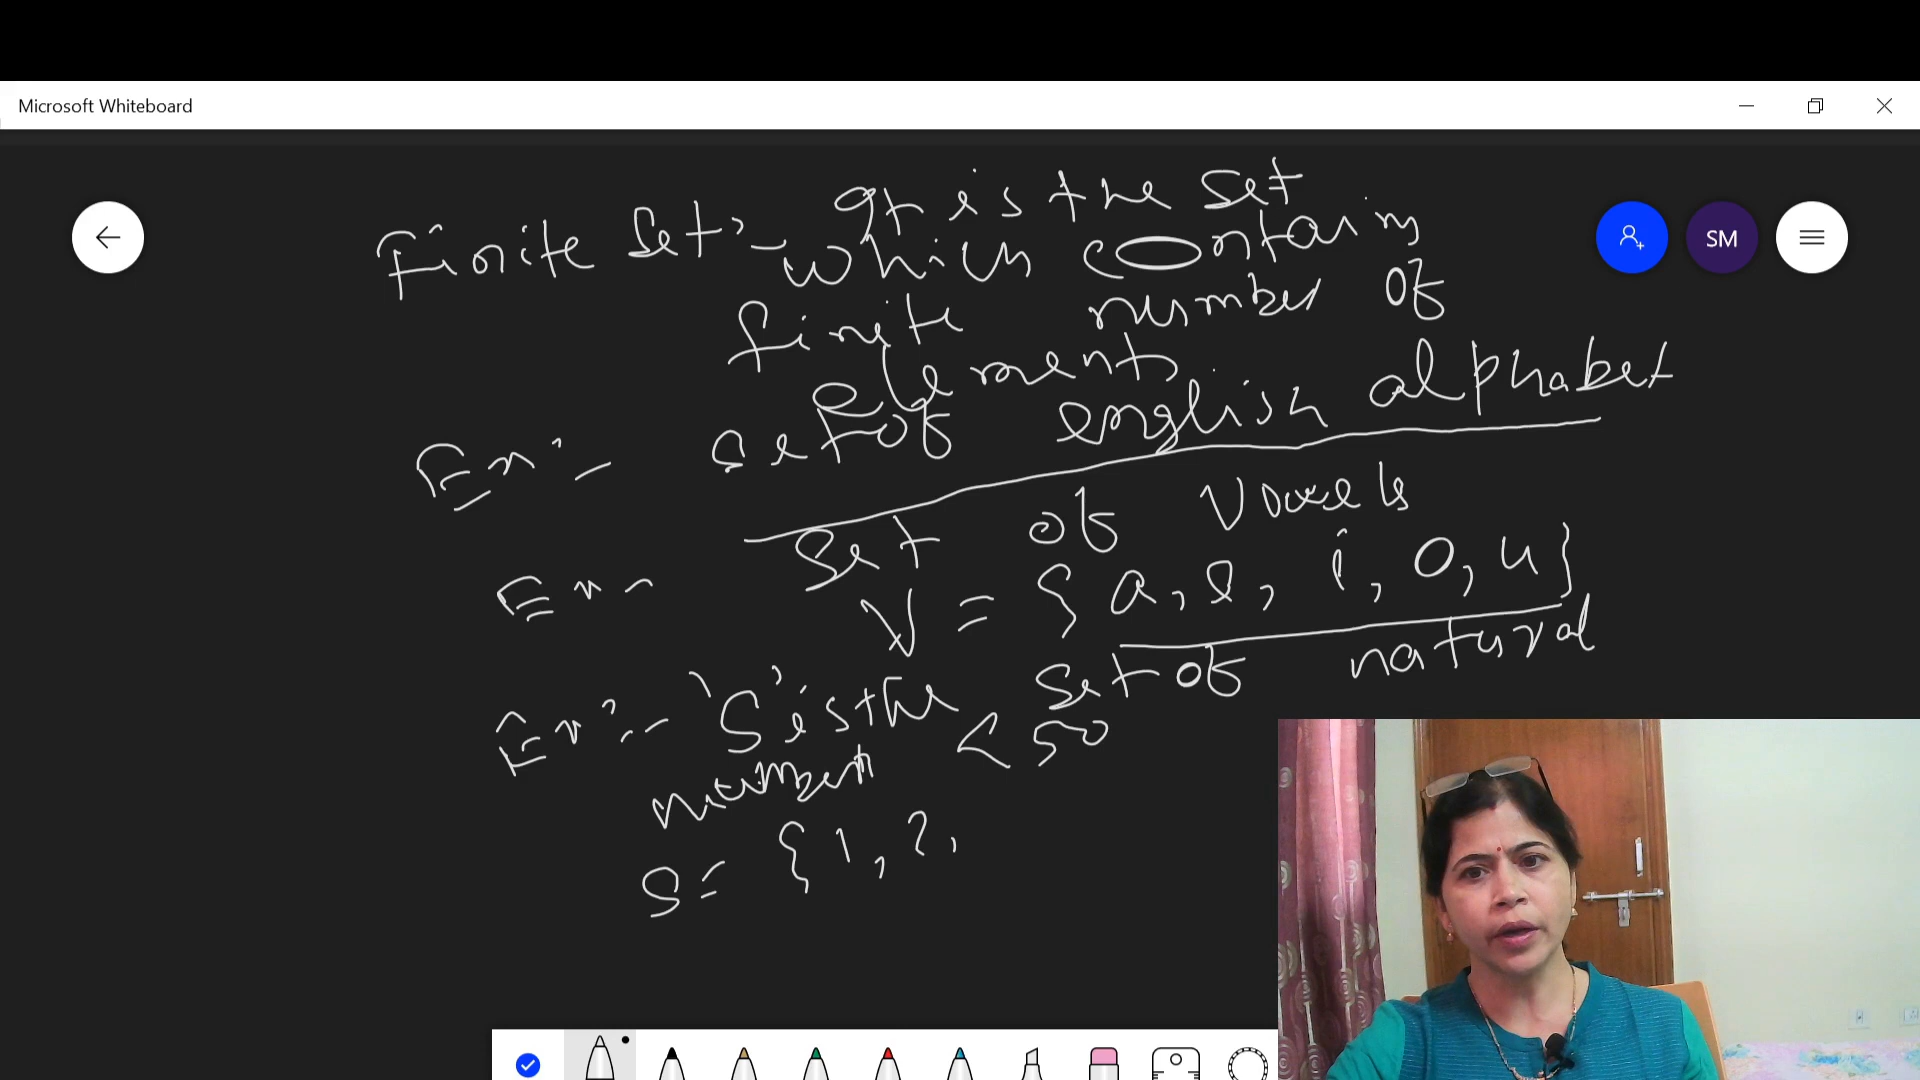 Microsoft Whiteboard
SM
Finite Set:- It is the set
which contains
finite number of
elements
Ex:- set of english alphabet
Ex- Set of Vowels
V = {a, e, i, o, u}
Ex:- 'S' is the set of natural
number < 50
S = {1, 2,